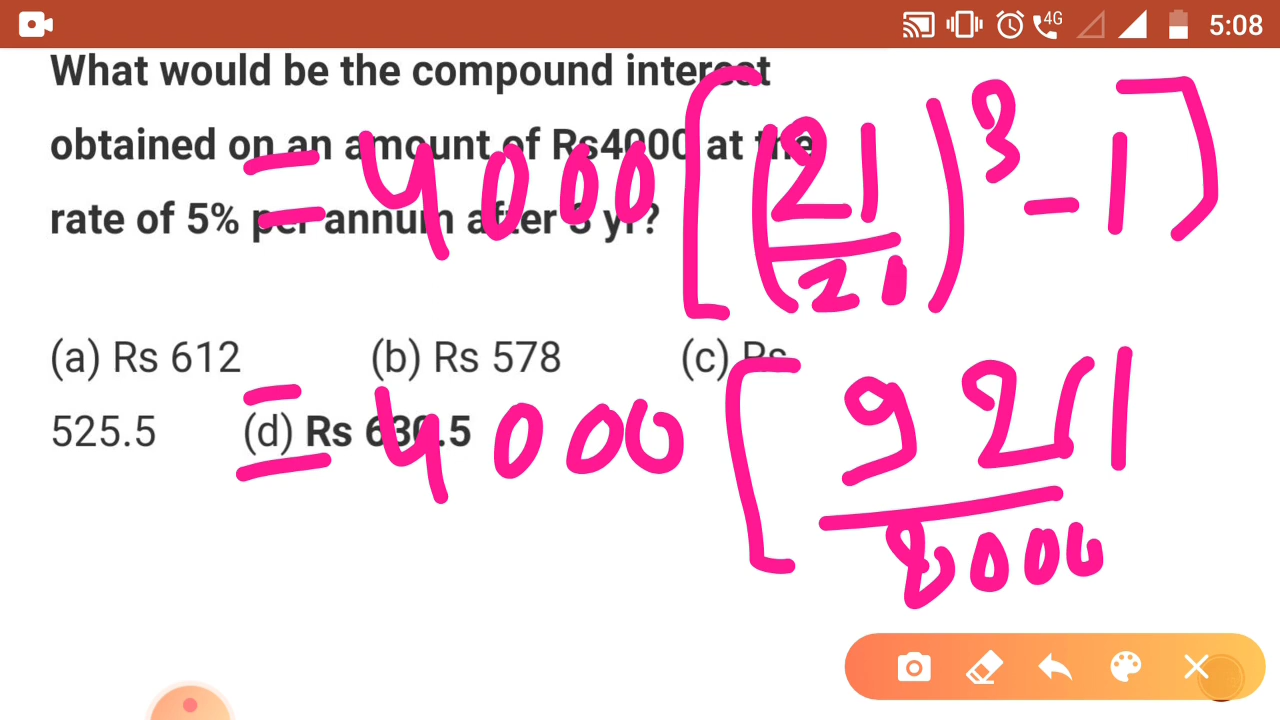 4G 5:08
What would be the compound interest
obtained on an amount of Rs4000 at the
rate of 5% per annum after 3 yr?
= 4000 [(21/20)³ - 1]
(a) Rs 612 (b) Rs 578 (c) Rs
525.5 (d) Rs 630.5
= 4000 [9261
8000